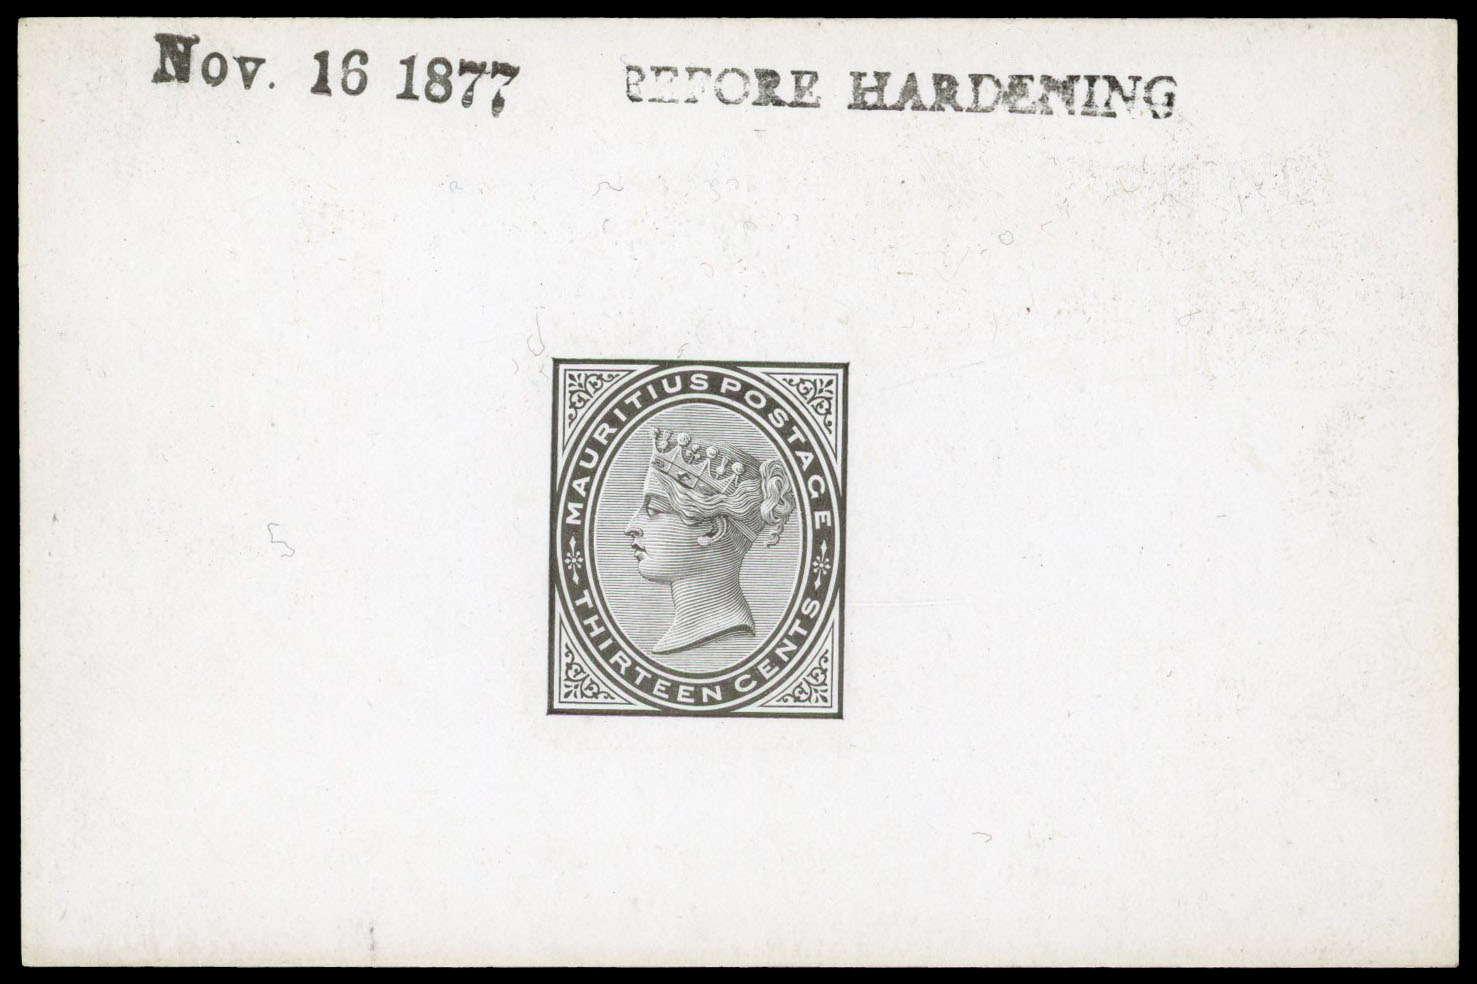 Nov. 16 1877 BEFORE HARDENING
MAURITIUS POSTAGE
THIRTEEN CENTS